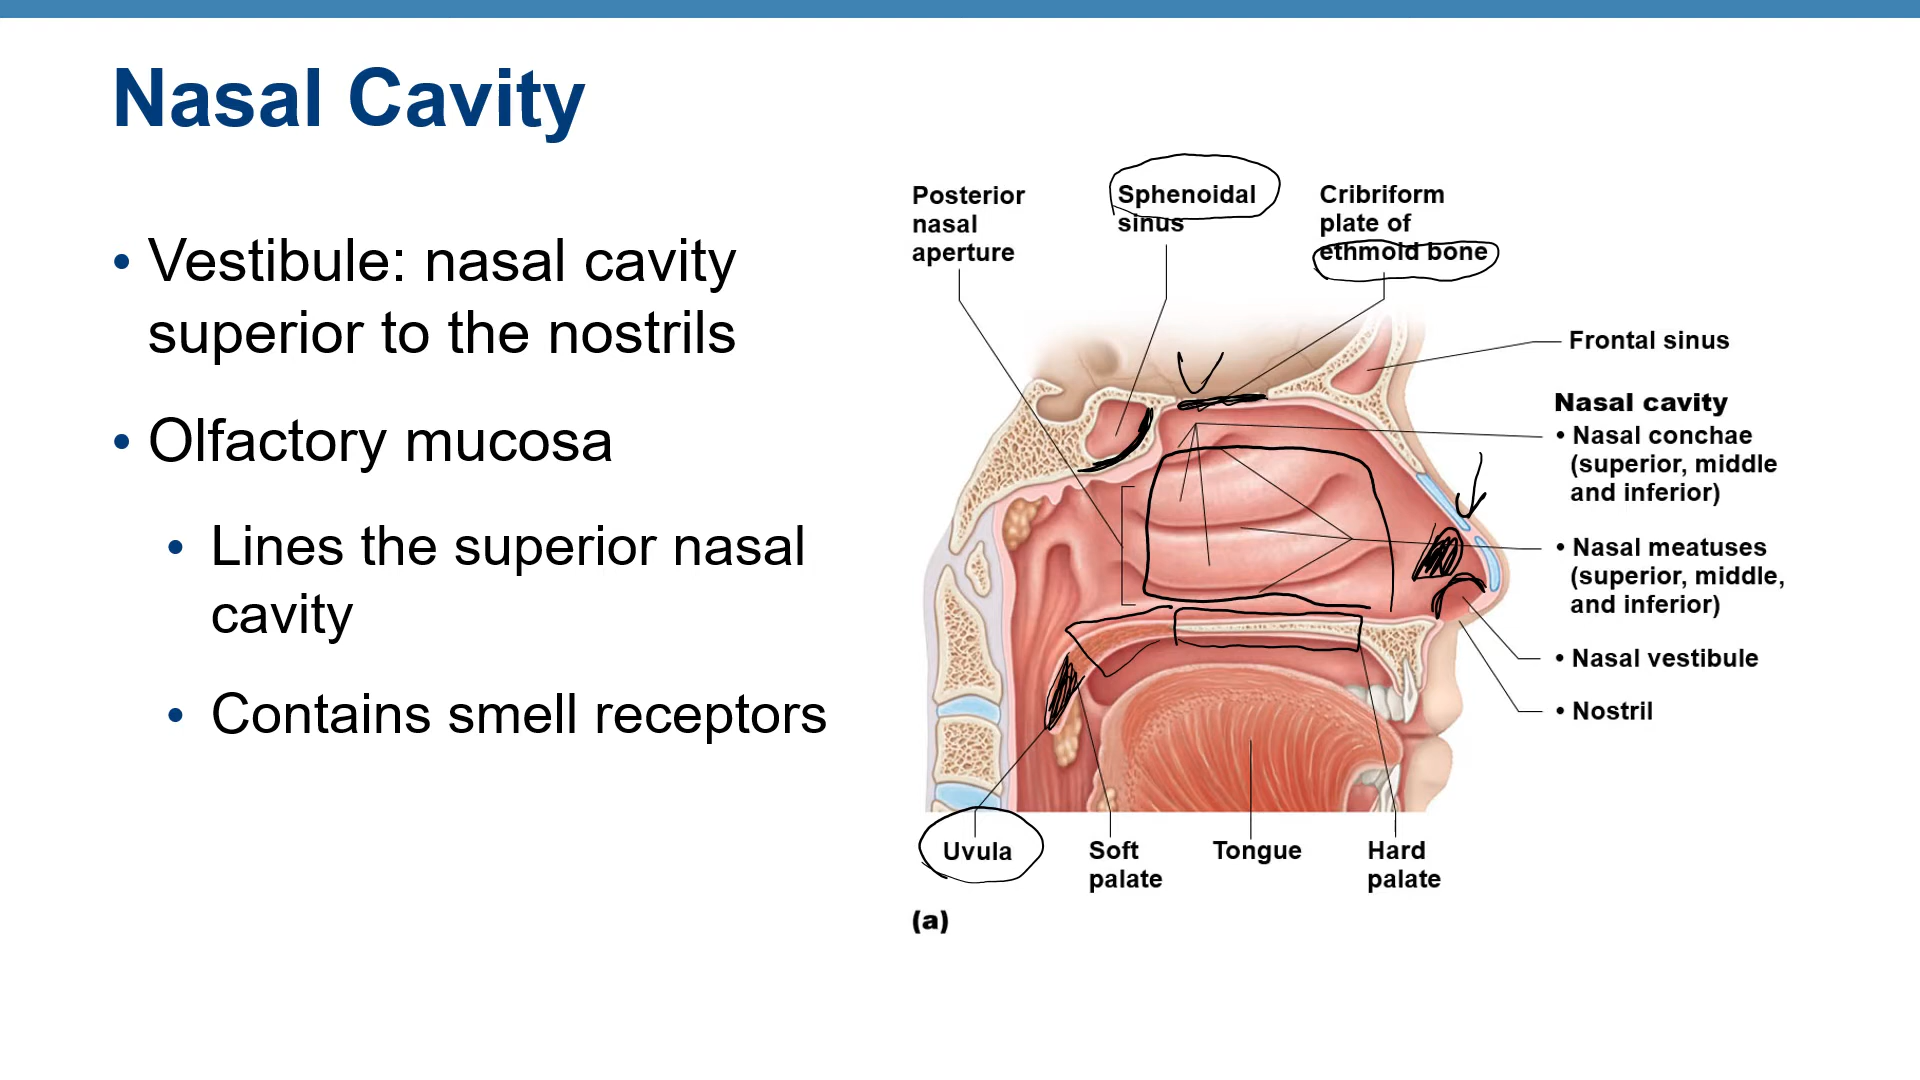 Nasal Cavity
• Vestibule: nasal cavity
superior to the nostrils
• Olfactory mucosa
• Lines the superior nasal
cavity
• Contains smell receptors
Posterior
nasal
aperture
Sphenoidal
sinus
Cribriform
plate of
ethmoid bone
Frontal sinus
Nasal cavity
• Nasal conchae
(superior, middle
and inferior)
• Nasal meatuses
(superior, middle,
and inferior)
• Nasal vestibule
• Nostril
Uvula
Soft
palate
Tongue
Hard
palate
(a)